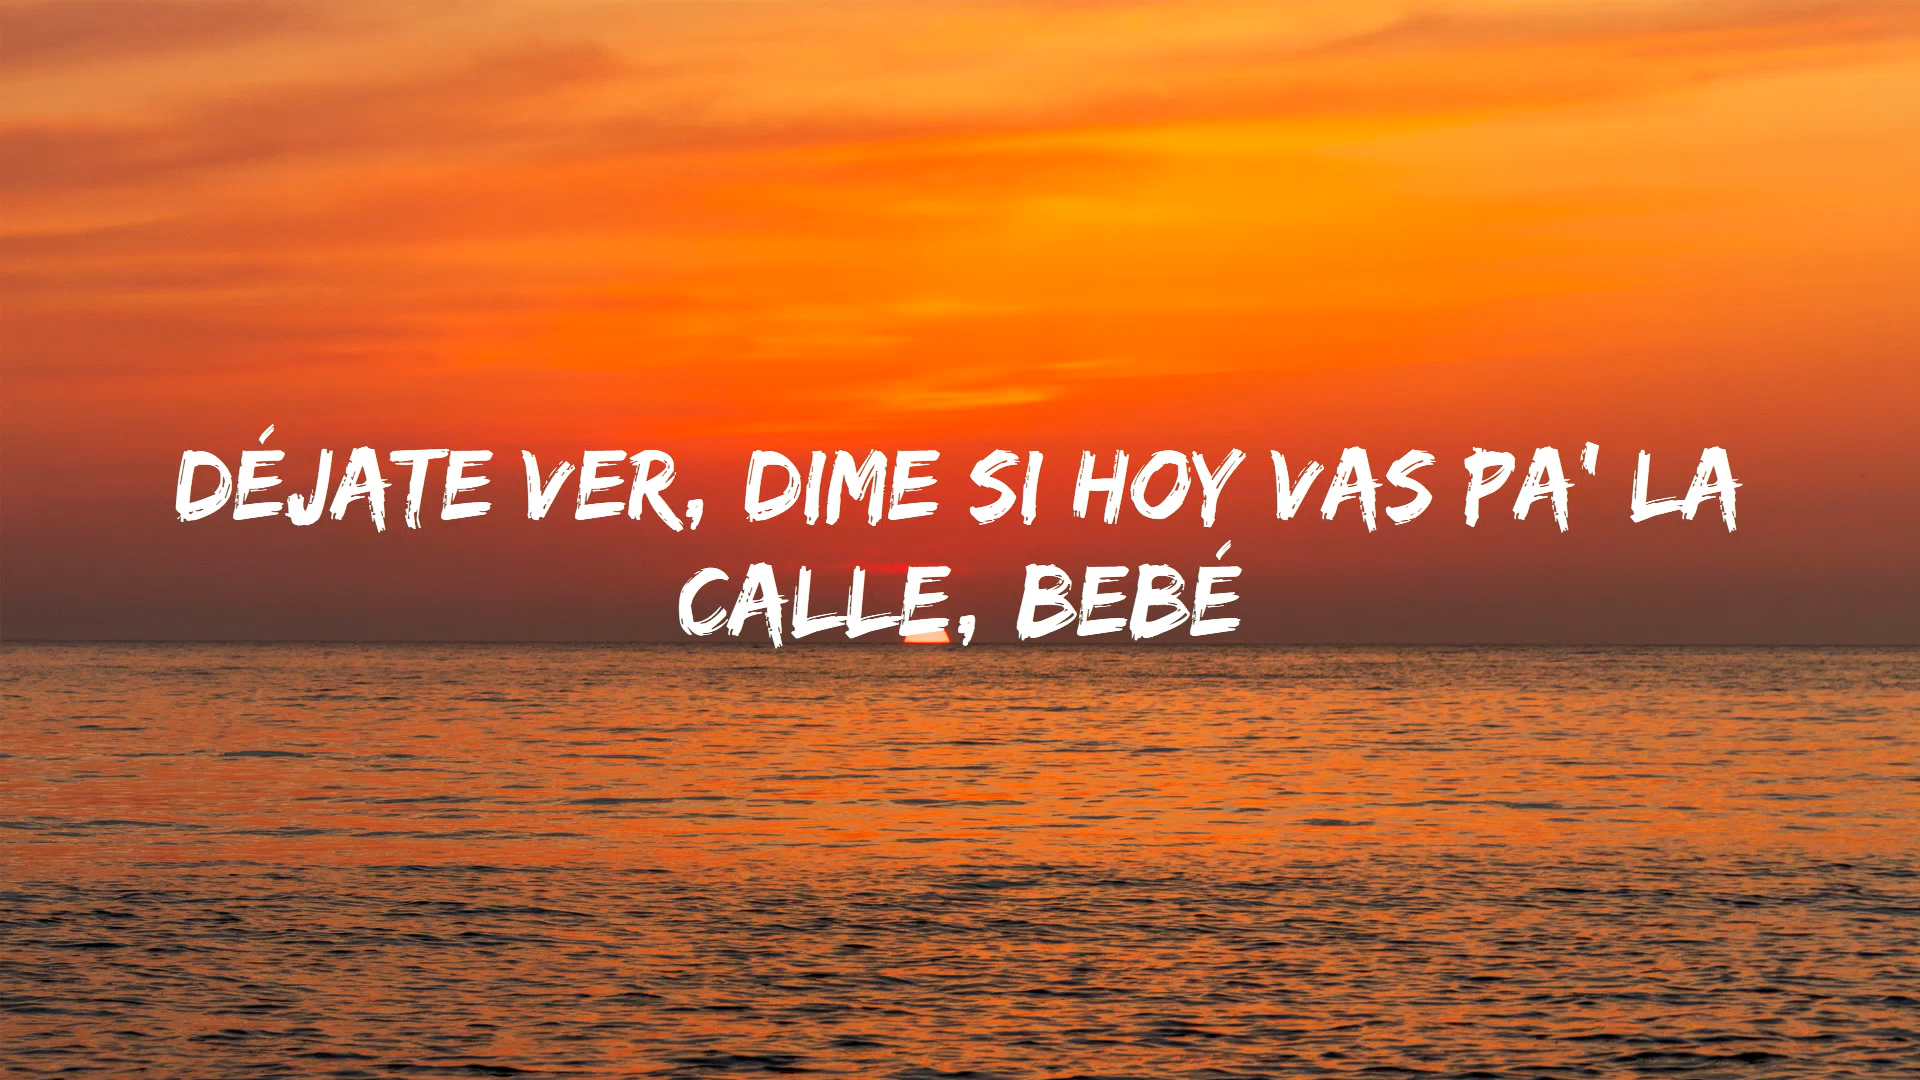 DÉJATE VER, DIME SI HOY VAS PA' LA
CALLE, BEBÉ